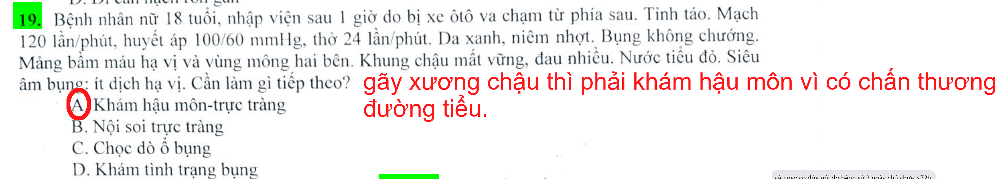 19. Bệnh nhân nữ 18 tuổi, nhập viện sau 1 giờ do bị xe ôtô va chạm từ phía sau. Tỉnh táo. Mạch
120 lần/phút, huyết áp 100/60 mmHg, thở 24 lần/phút. Da xanh, niêm nhợt. Bụng không chướng.
Mảng bầm máu hạ vị và vùng mông hai bên. Khung chậu mất vững, đau nhiều. Nước tiểu đỏ. Siêu
âm bụng: ít dịch hạ vị. Cần làm gì tiếp theo?
gãy xương chậu thì phải khám hậu môn vì có chấn thương
đường tiểu.
A. Khám hậu môn-trực tràng
B. Nội soi trực tràng
C. Chọc dò ổ bụng
D. Khám tình trạng bụng
câu này có đứa nói do bệnh sử 3 ngày chứ chưa >72h